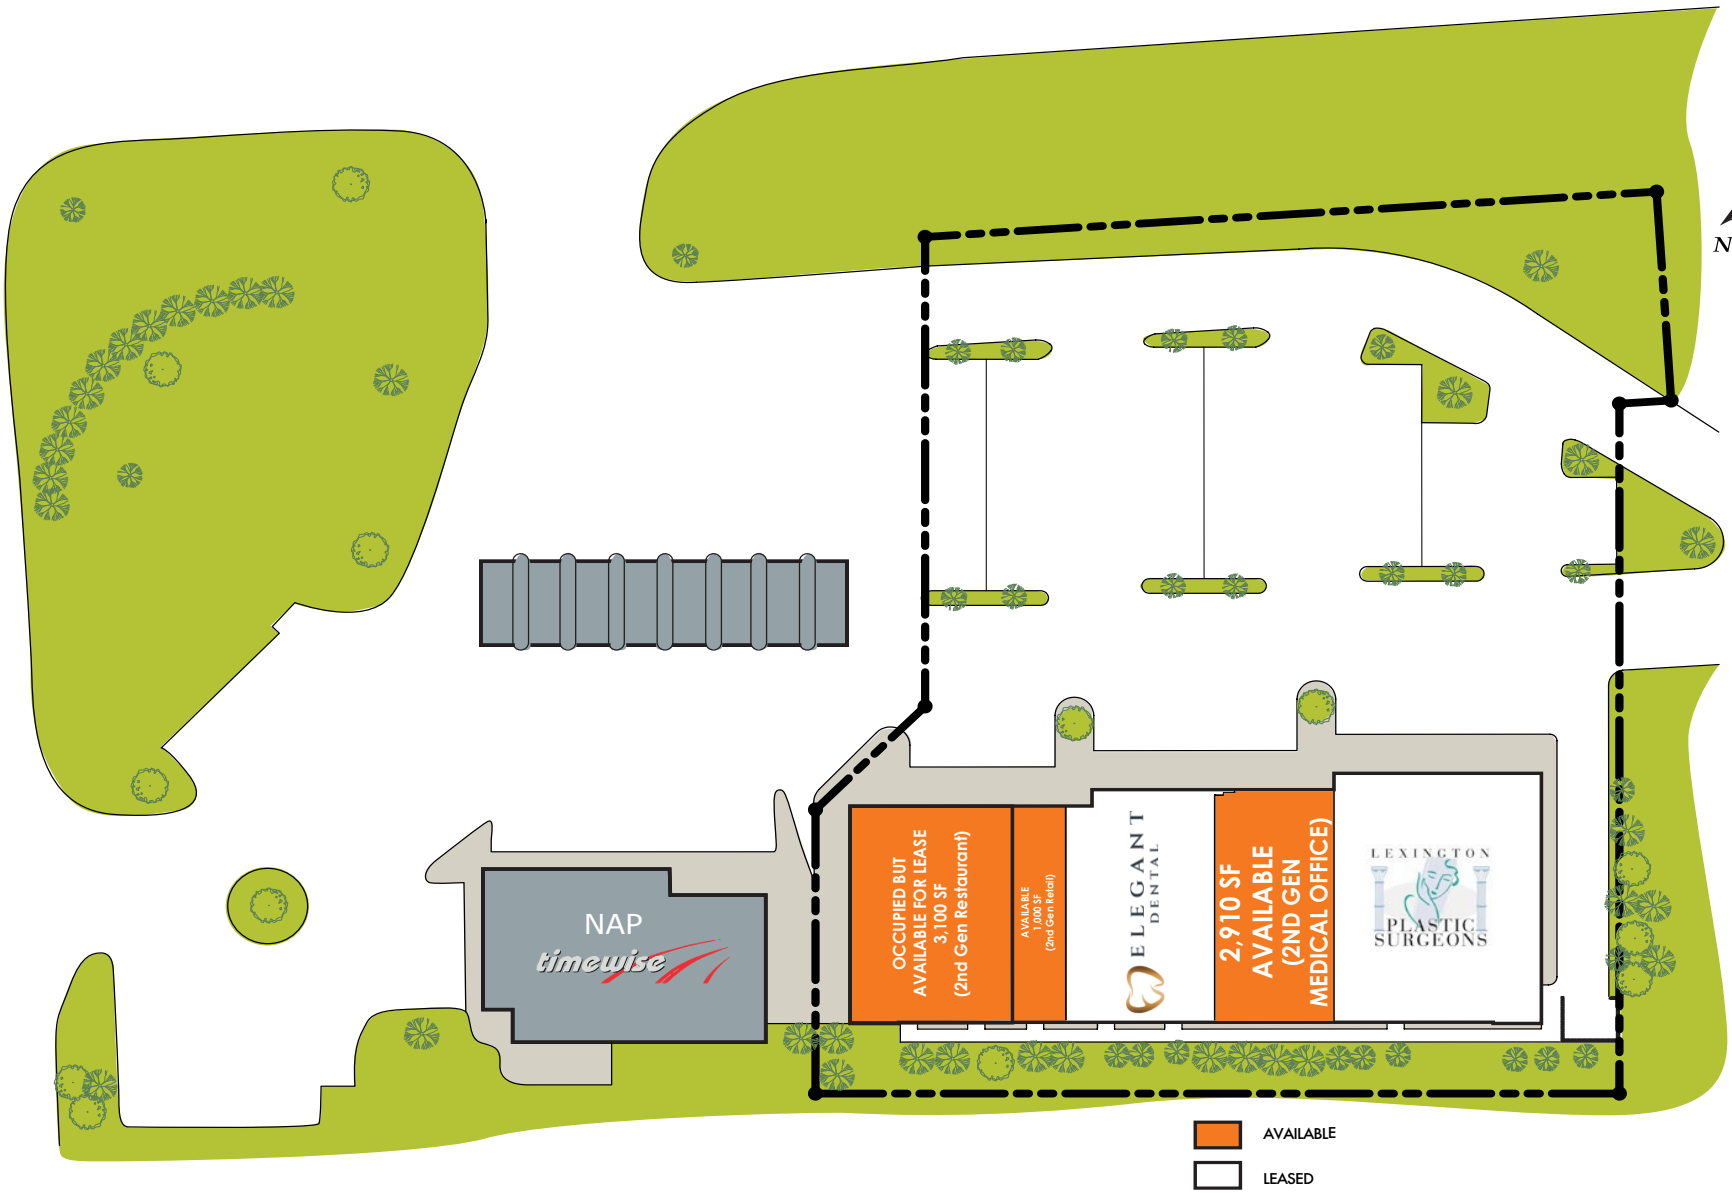 N
NAP
timewise
OCCUPIED BUT
AVAILABLE FOR LEASE
3,100 SF
(2nd Gen Restaurant)
AVAILABLE
1,000 SF
(2nd Gen Retail)
ELEGANT
DENTAL
2,910 SF
AVAILABLE
(2ND GEN
MEDICAL OFFICE)
LEXINGTON
PLASTIC
SURGEONS
AVAILABLE
LEASED